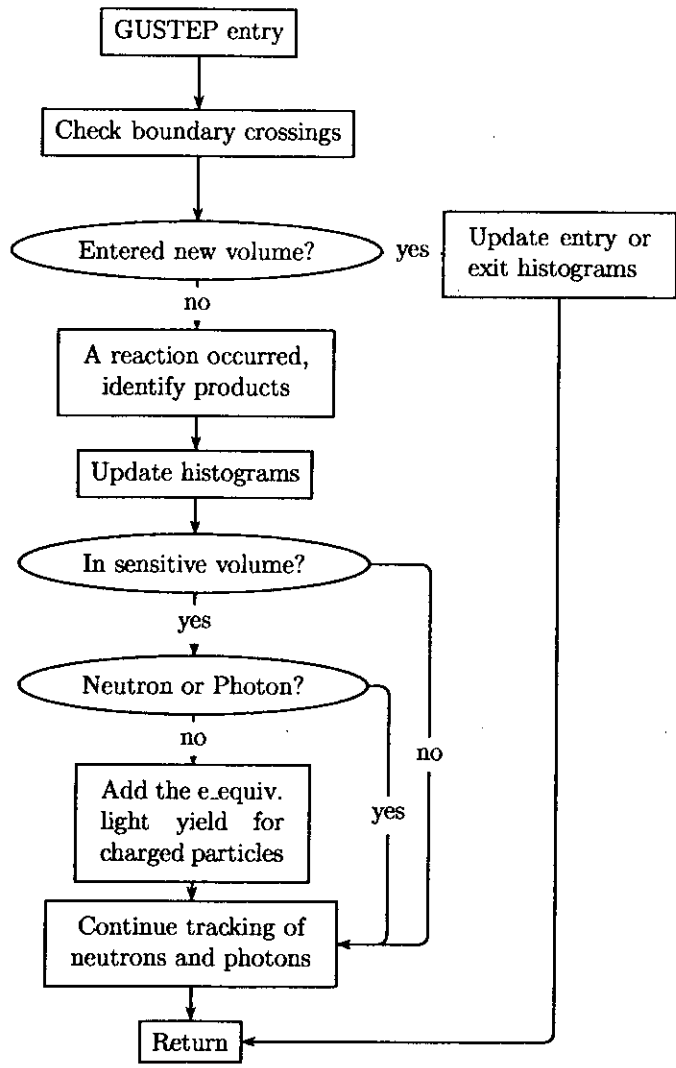 GUSTEP entry
Check boundary crossings
Entered new volume?
yes
Update entry or
exit histograms
no
A reaction occurred,
identify products
Update histograms
In sensitive volume?
yes
Neutron or Photon?
no
no
Add the e_equiv.
light yield for
charged particles
yes
Continue tracking of
neutrons and photons
Return